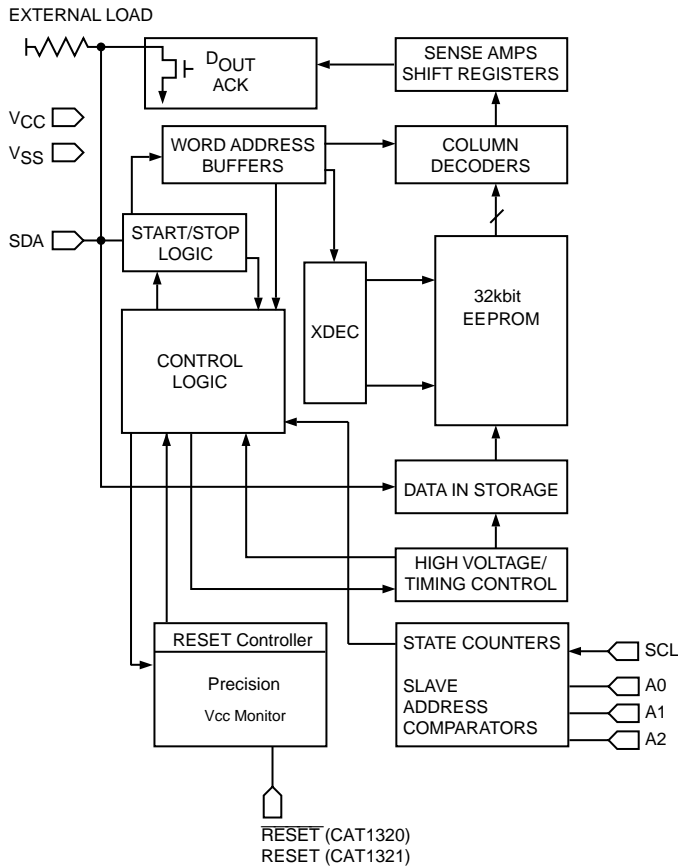 EXTERNAL LOAD
DOUT
ACK
SENSE AMPS
SHIFT REGISTERS
VCC
VSS
WORD ADDRESS
BUFFERS
COLUMN
DECODERS
SDA
START/STOP
LOGIC
XDEC
32kbit
EEPROM
CONTROL
LOGIC
DATA IN STORAGE
HIGH VOLTAGE/
TIMING CONTROL
RESET Controller
Precision
Vcc Monitor
STATE COUNTERS
SLAVE
ADDRESS
COMPARATORS
SCL
A0
A1
A2
RESET (CAT1320)
RESET (CAT1321)